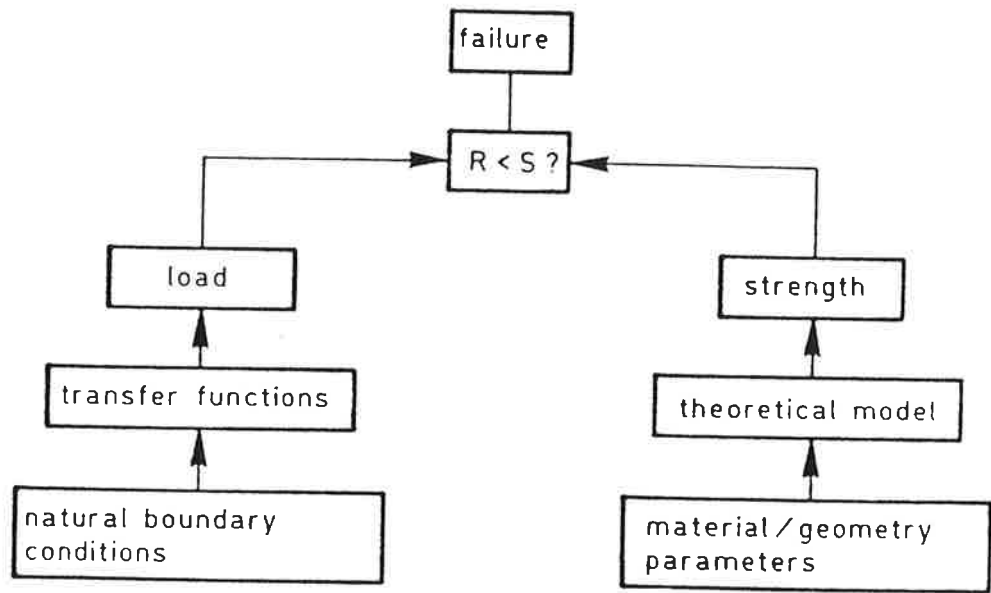 failure
R < S ?
load
strength
transfer functions
theoretical model
natural boundary
conditions
material / geometry
parameters